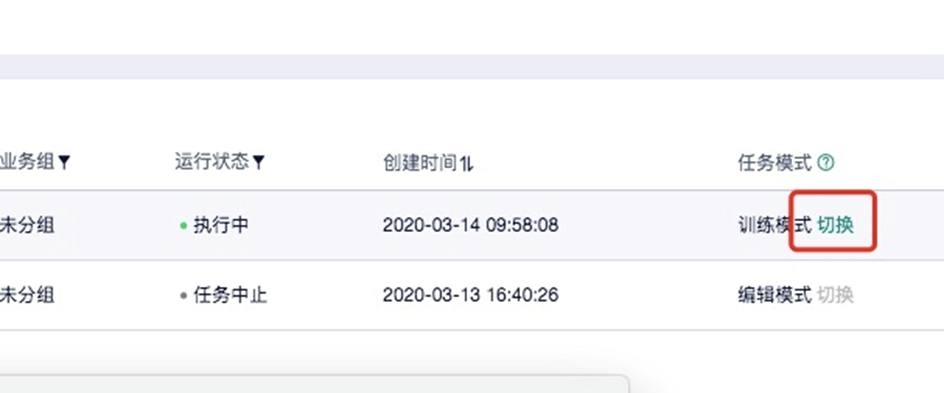 业务组 运行状态 创建时间 任务模式 ?
未分组 执行中 2020-03-14 09:58:08 训练模式 切换
未分组 任务中止 2020-03-13 16:40:26 编辑模式 切换